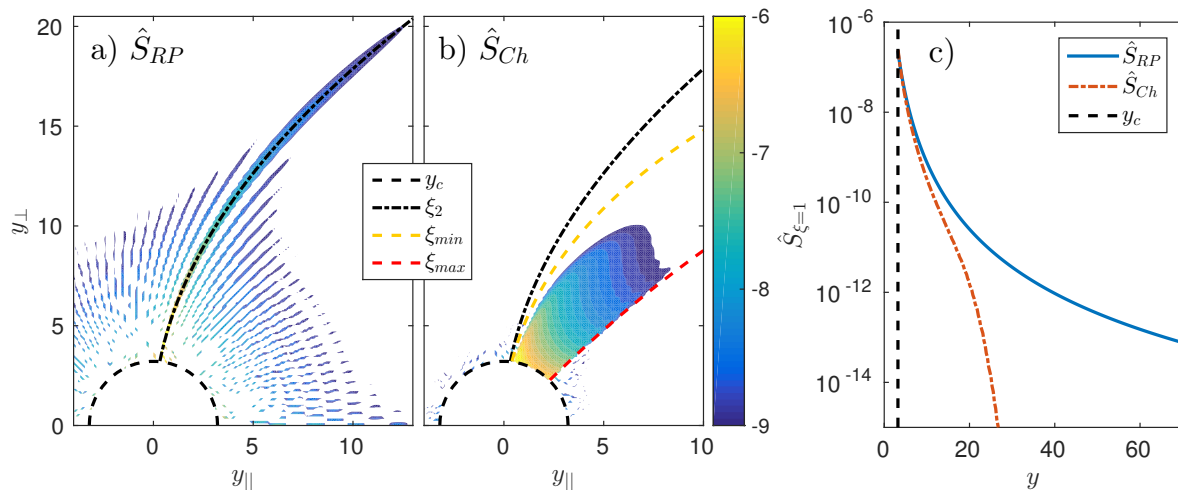 a) Ŝ_RP
20
15
10
5
0
y⊥
0
5
10
y||
b) Ŝ_Ch
y_c
ξ_2
ξ_min
ξ_max
0
5
10
y||
-6
-7
-8
-9
c)
Ŝ_RP
Ŝ_Ch
y_c
10^-6
10^-8
10^-10
10^-12
10^-14
Ŝ_ξ=1
0
20
40
60
y